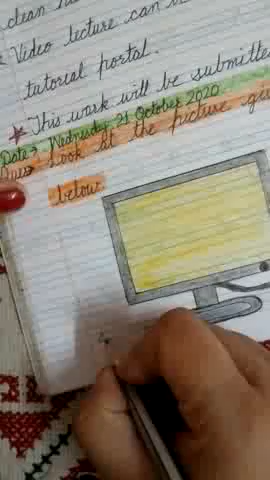 clean
Video lecture can
tutorial portal.
This work will be submitted
Date → Wednesday, 21 October 2020
Ques → Look at the picture
below